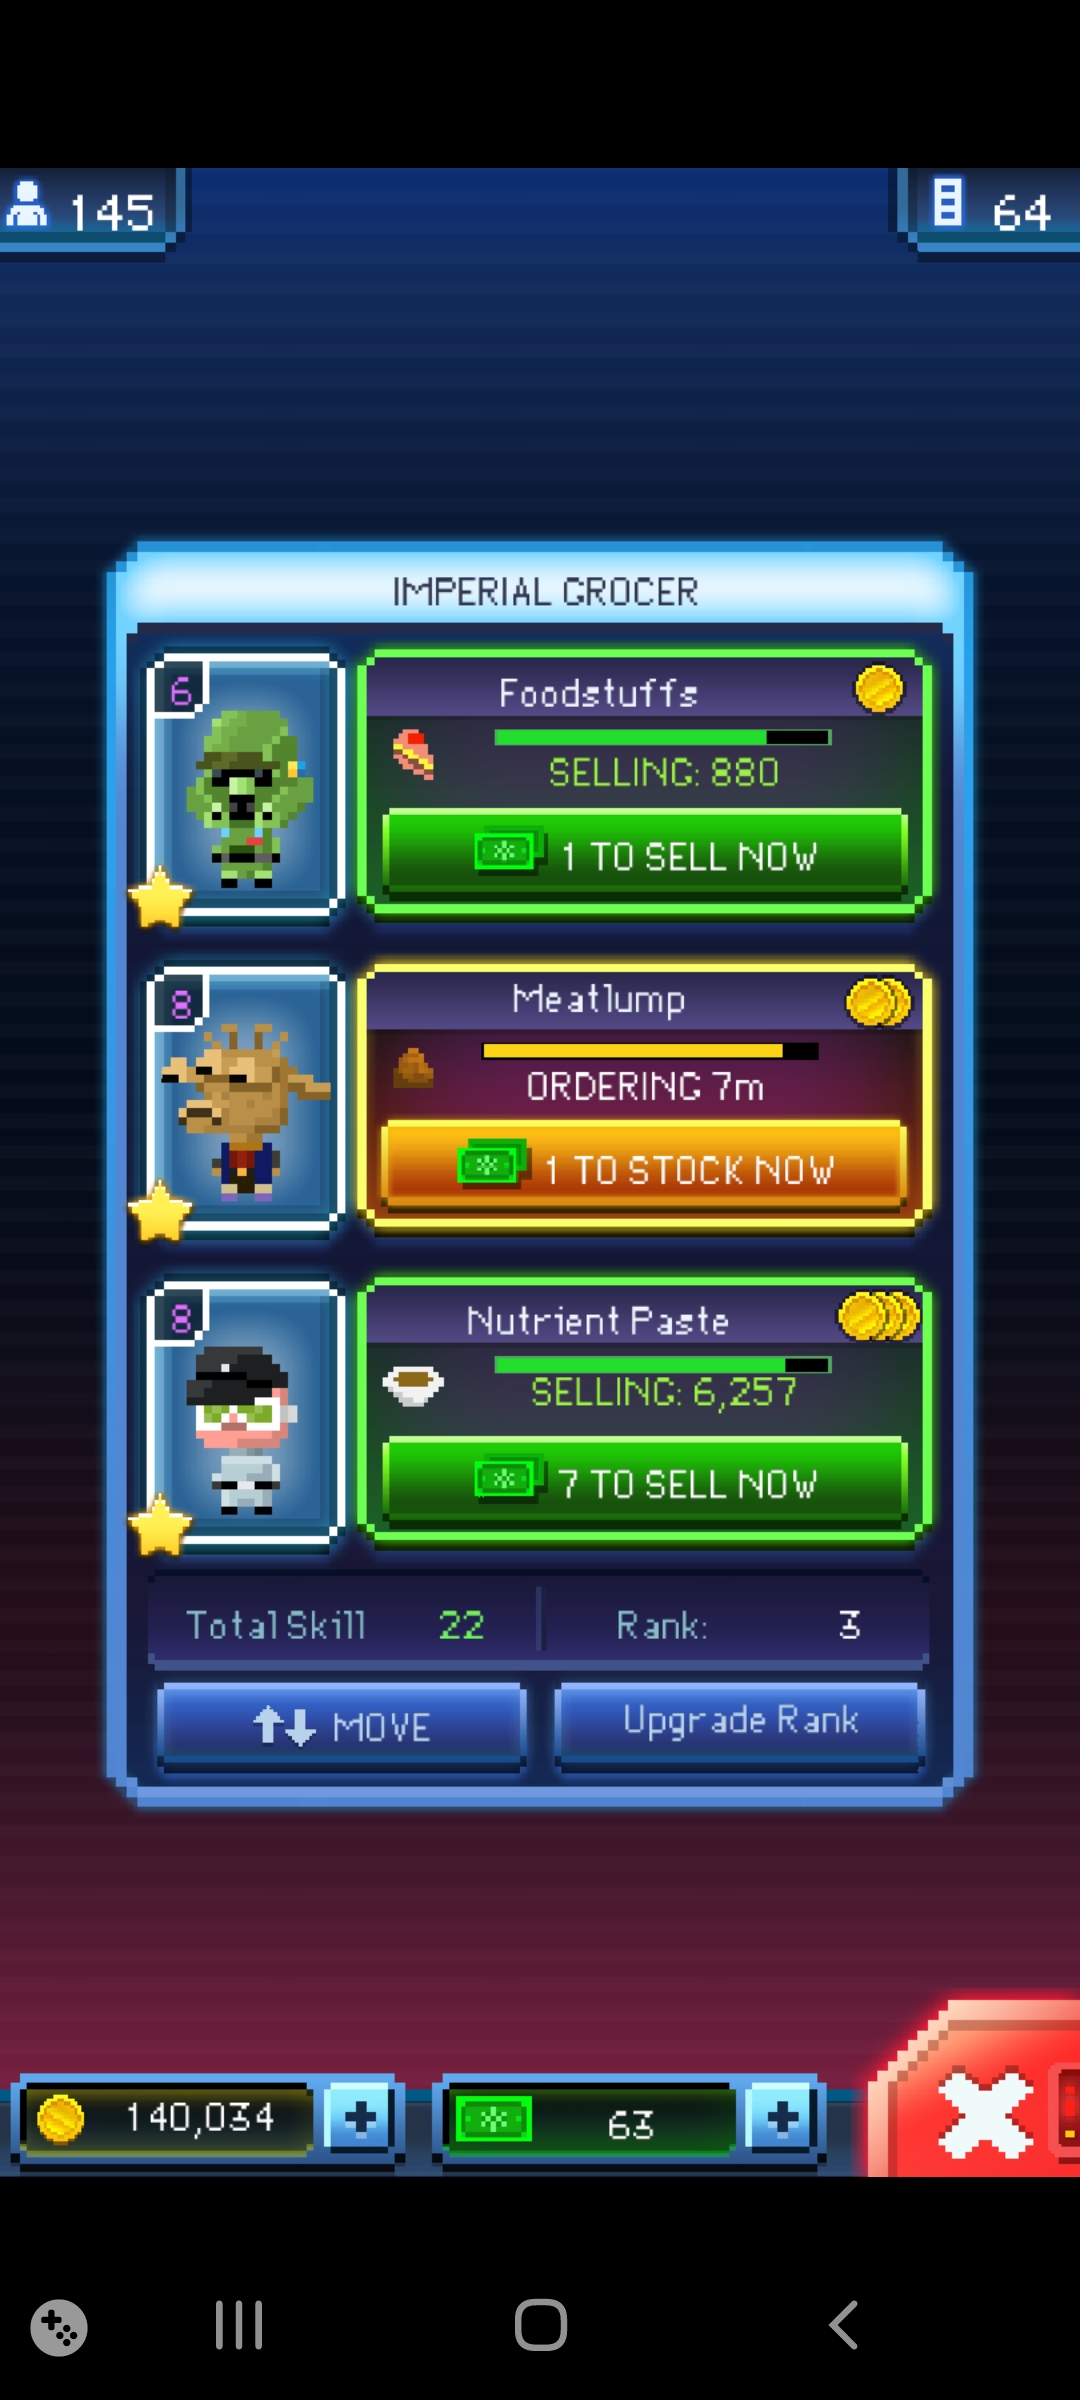 145
64
IMPERIAL GROCER
6
Foodstuffs
SELLING: 880
1 TO SELL NOW
8
Meatlump
ORDERING 7m
1 TO STOCK NOW
8
Nutrient Paste
SELLING: 6,257
7 TO SELL NOW
Total Skill 22 Rank: 3
MOVE Upgrade Rank
140,034
63